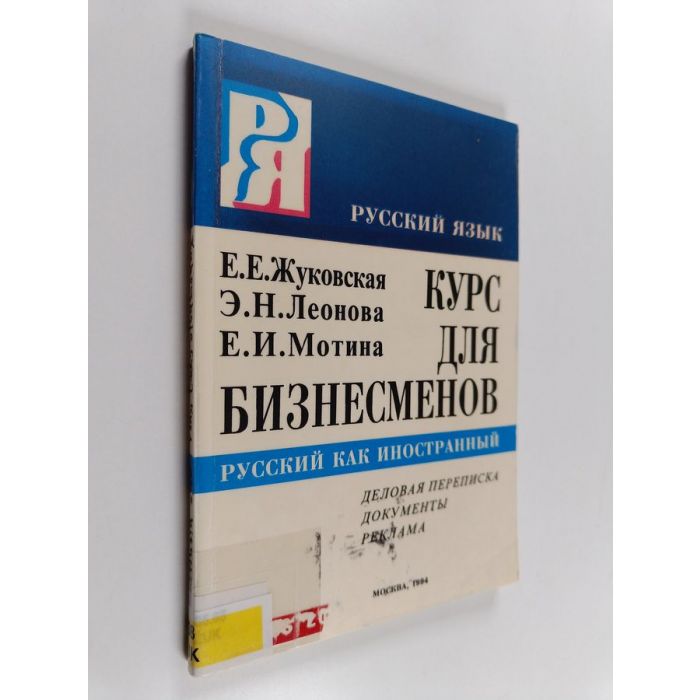 РЯ
РУССКИЙ ЯЗЫК
Е.Е.Жуковская
Э.Н.Леонова
Е.И.Мотина
КУРС
ДЛЯ
БИЗНЕСМЕНОВ
РУССКИЙ КАК ИНОСТРАННЫЙ
ДЕЛОВАЯ ПЕРЕПИСКА
ДОКУМЕНТЫ
РЕКЛАМА
МОСКВА, 1994